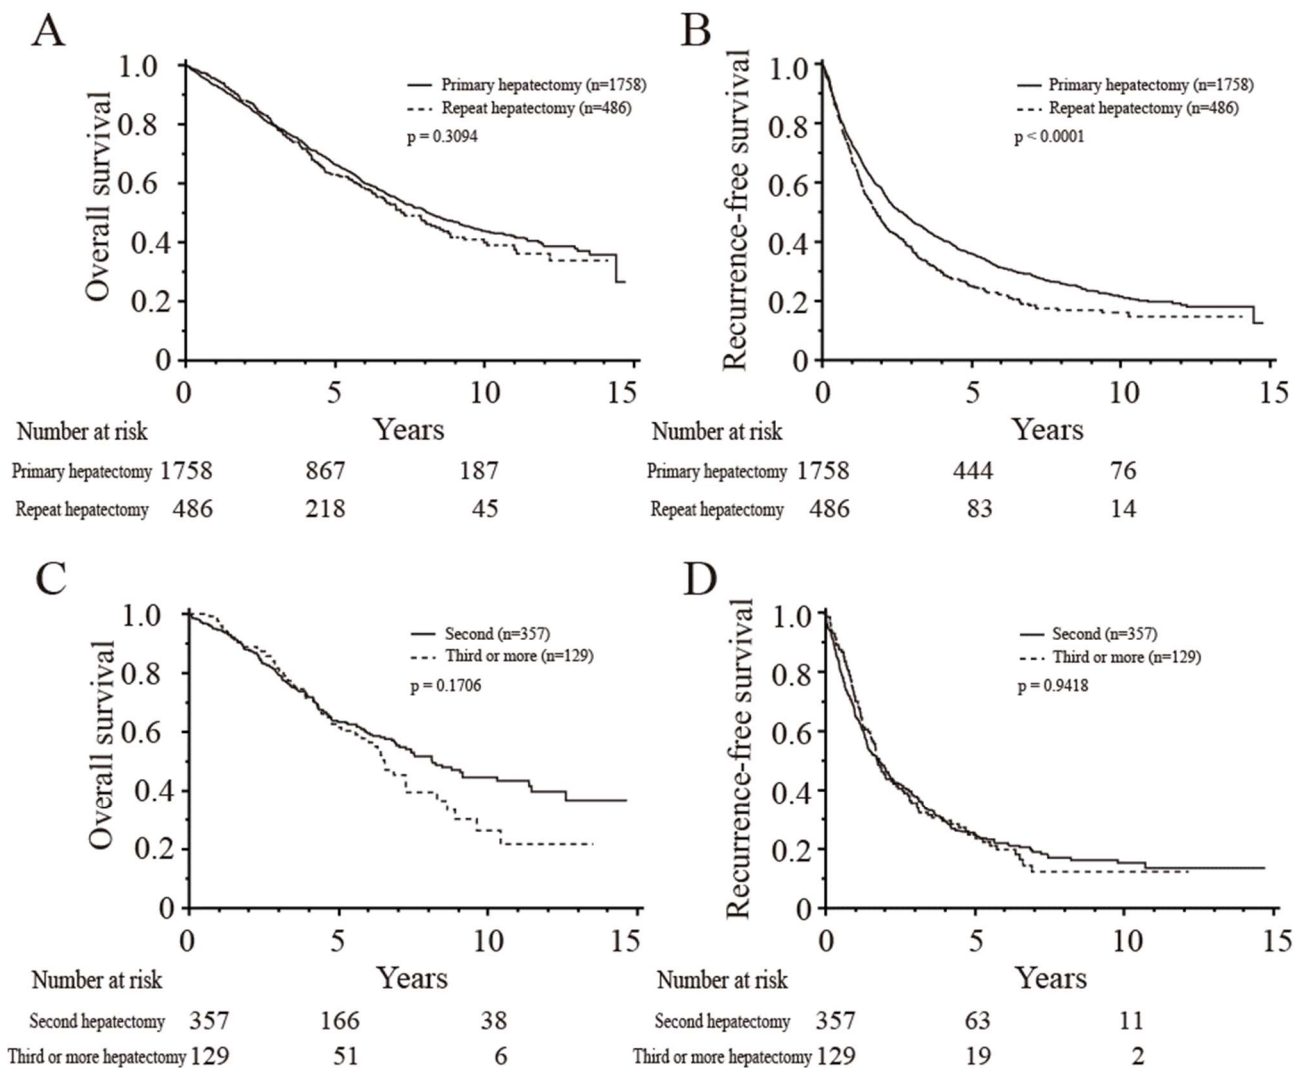 A
Overall survival
1.0
0.8
0.6
0.4
0.2
0
Primary hepatectomy (n=1758)
Repeat hepatectomy (n=486)
p = 0.3094
0 5 10 15
Years
Number at risk
Primary hepatectomy 1758 867 187
Repeat hepatectomy 486 218 45
B
Recurrence-free survival
1.0
0.8
0.6
0.4
0.2
0
Primary hepatectomy (n=1758)
Repeat hepatectomy (n=486)
p < 0.0001
0 5 10 15
Years
Number at risk
Primary hepatectomy 1758 444 76
Repeat hepatectomy 486 83 14
C
Overall survival
1.0
0.8
0.6
0.4
0.2
0
Second (n=357)
Third or more (n=129)
p = 0.1706
0 5 10 15
Years
Number at risk
Second hepatectomy 357 166 38
Third or more hepatectomy 129 51 6
D
Recurrence-free survival
1.0
0.8
0.6
0.4
0.2
0
Second (n=357)
Third or more (n=129)
p = 0.9418
0 5 10 15
Years
Number at risk
Second hepatectomy 357 63 11
Third or more hepatectomy 129 19 2